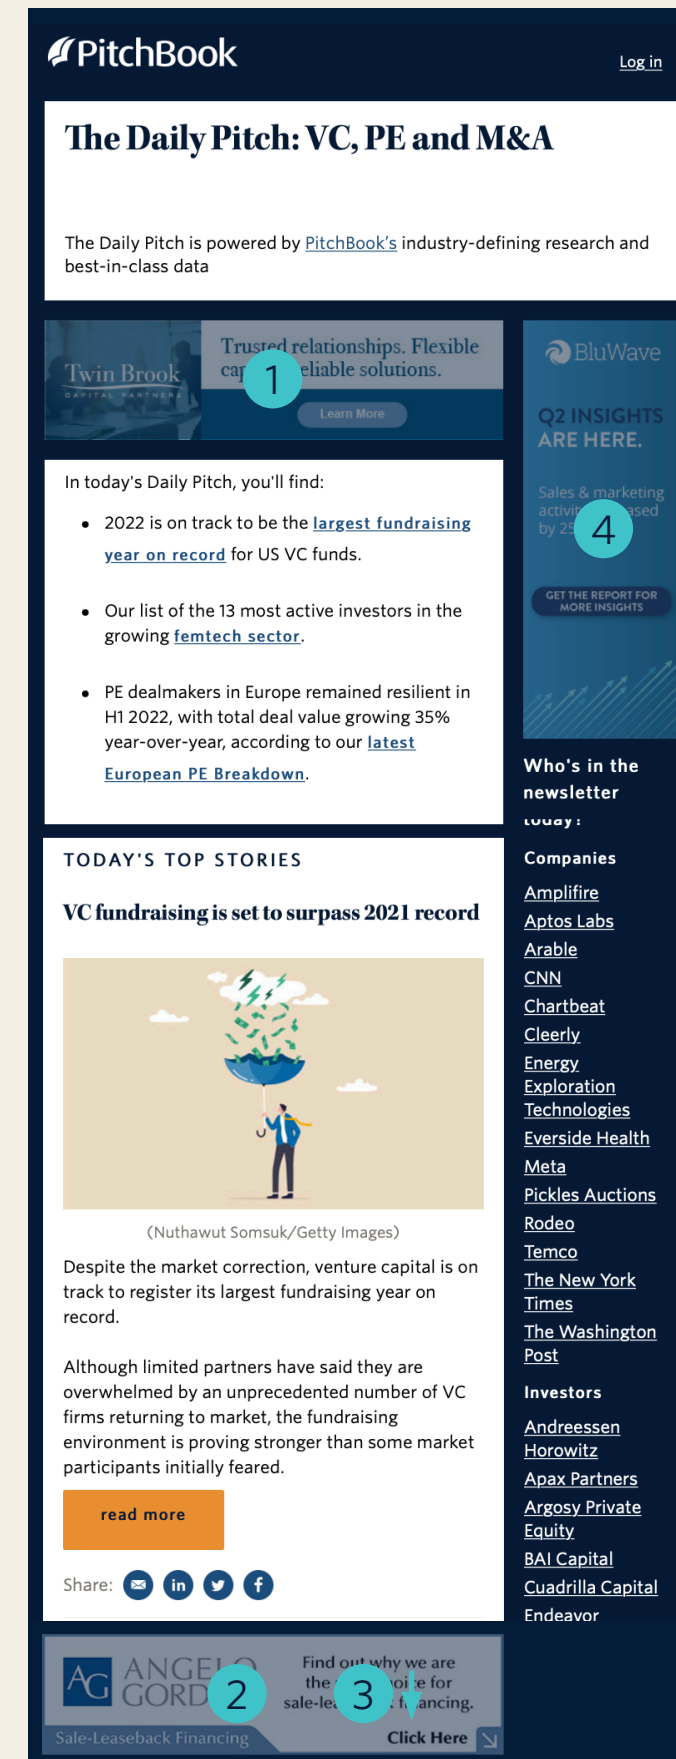 PitchBook
Log in
The Daily Pitch: VC, PE and M&A
The Daily Pitch is powered by PitchBook's industry-defining research and
best-in-class data
Twin Brook
CAPITAL PARTNERS
Trusted relationships. Flexible
reliable solutions.
Learn More
1
In today's Daily Pitch, you'll find:
• 2022 is on track to be the largest fundraising
year on record for US VC funds.
• Our list of the 13 most active investors in the
growing femtech sector.
• PE dealmakers in Europe remained resilient in
H1 2022, with total deal value growing 35%
year-over-year, according to our latest
European PE Breakdown.
TODAY'S TOP STORIES
VC fundraising is set to surpass 2021 record
(Nuthawut Somsuk/Getty Images)
Despite the market correction, venture capital is on
track to register its largest fundraising year on
record.
Although limited partners have said they are
overwhelmed by an unprecedented number of VC
firms returning to market, the fundraising
environment is proving stronger than some market
participants initially feared.
read more
Share:
AG ANGELO
GORD
Sale-Leaseback Financing
2
Find out why we are
the choice for
financing.
Click Here
3
BluWave
Q2 INSIGHTS
ARE HERE.
Sales & marketing
by
4
GET THE REPORT FOR
MORE INSIGHTS
Who's in the
newsletter
today?
Companies
Amplifire
Aptos Labs
Arable
CNN
Chartbeat
Cleerly
Energy
Exploration
Technologies
Everside Health
Meta
Pickles Auctions
Rodeo
Temco
The New York
Times
The Washington
Post
Investors
Andreessen
Horowitz
Apax Partners
Argosy Private
Equity
BAI Capital
Cuadrilla Capital
Endeavor